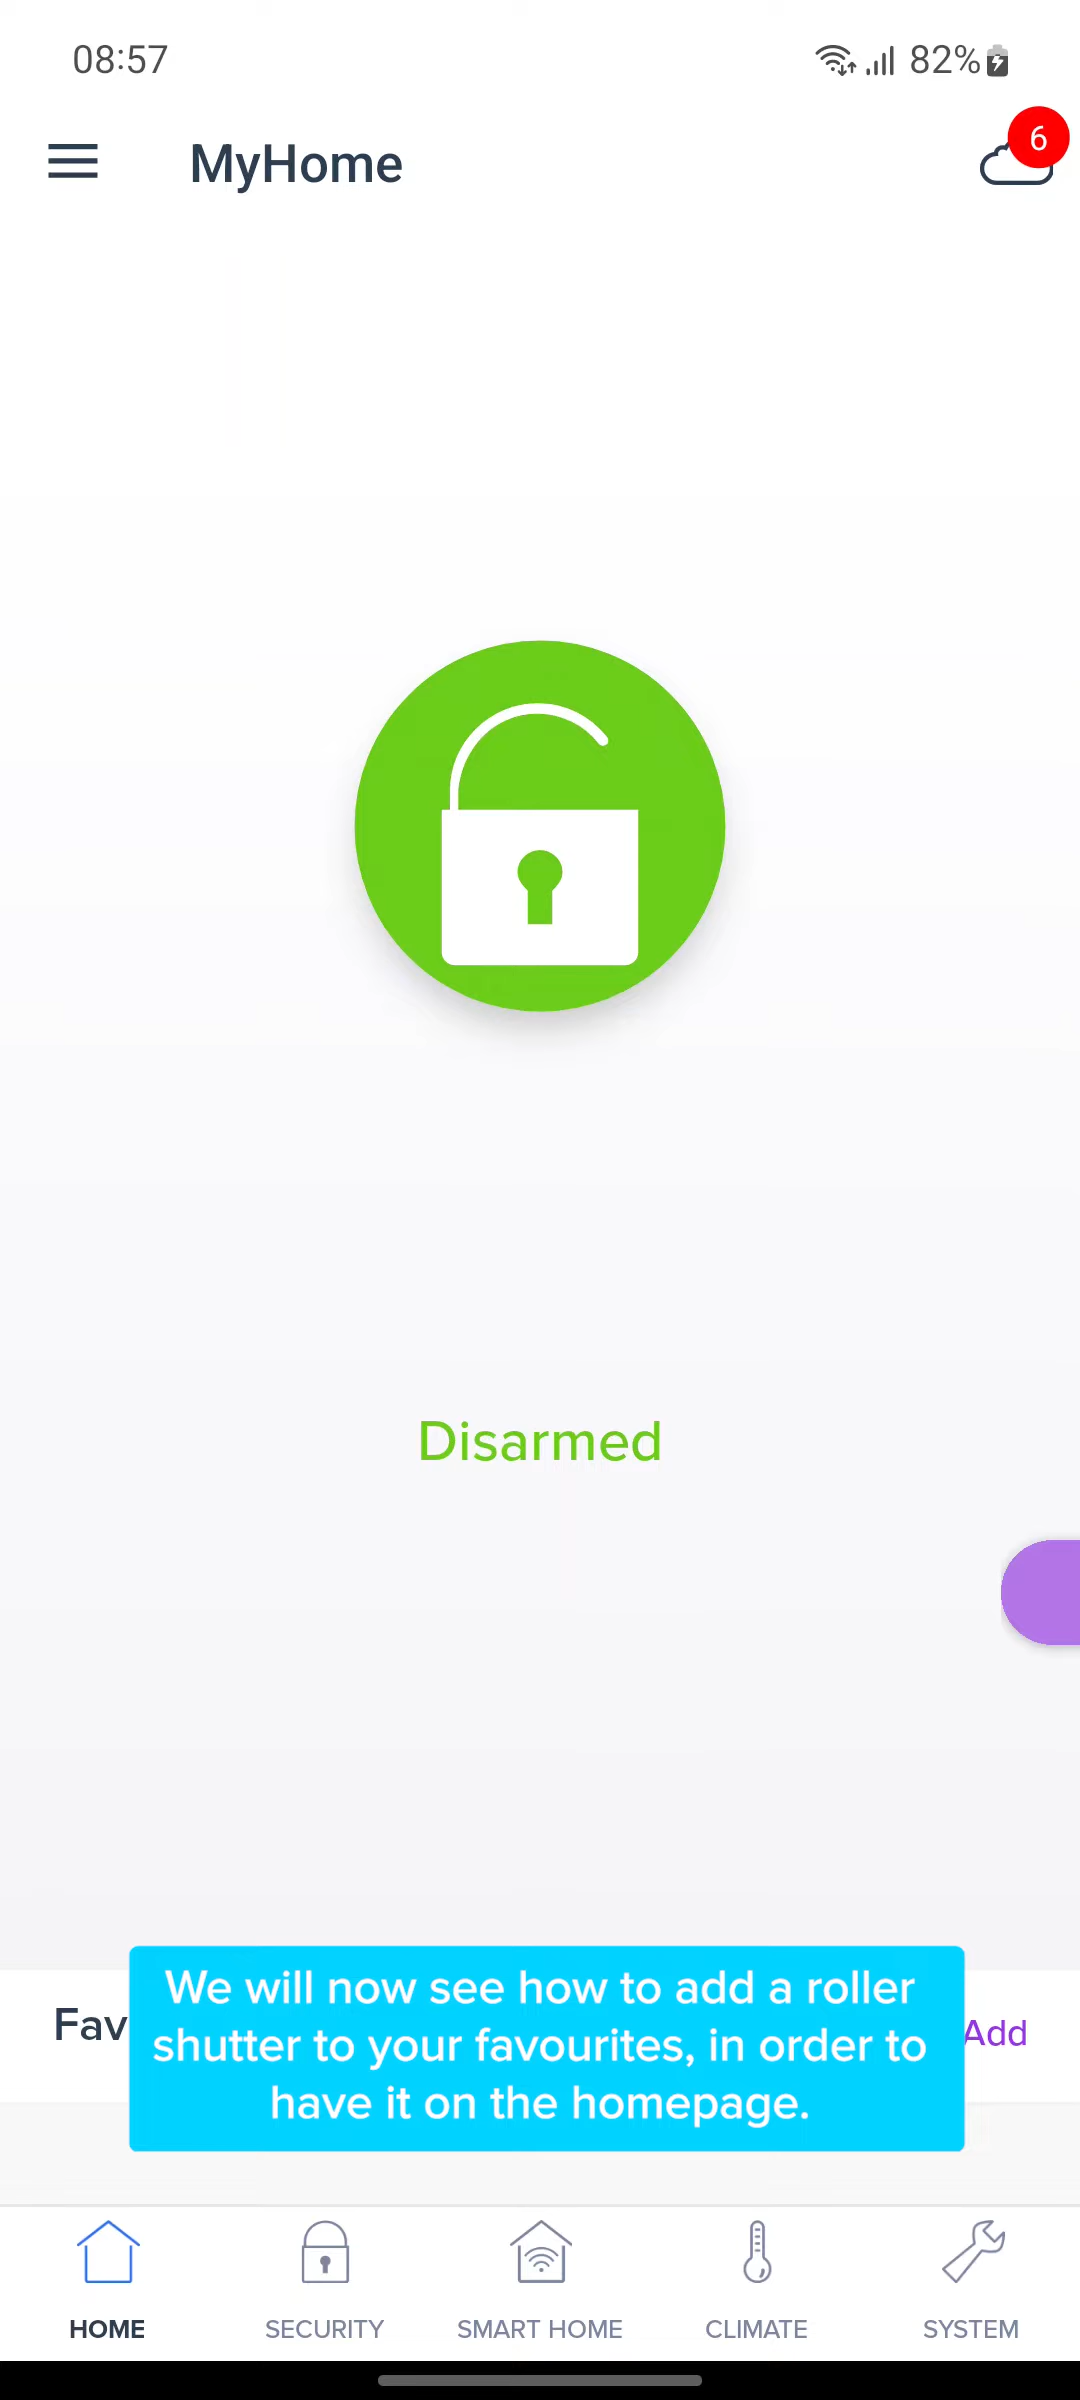 08:57
82%
MyHome
6
Disarmed
We will now see how to add a roller
shutter to your favourites, in order to
have it on the homepage.
Fav
Add
HOME
SECURITY
SMART HOME
CLIMATE
SYSTEM